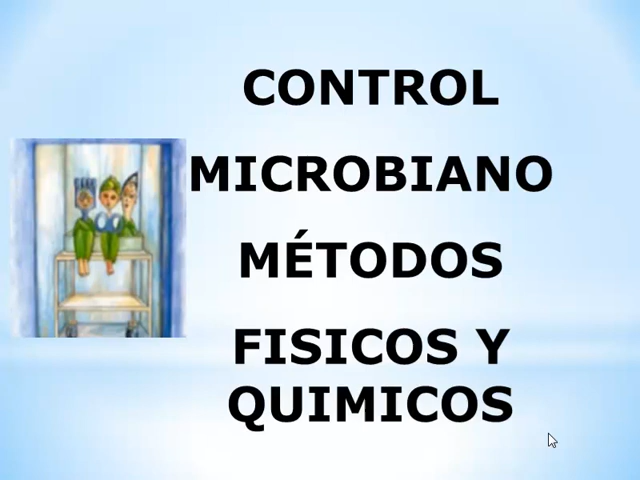 CONTROL
MICROBIANO
MÉTODOS
FISICOS Y
QUIMICOS